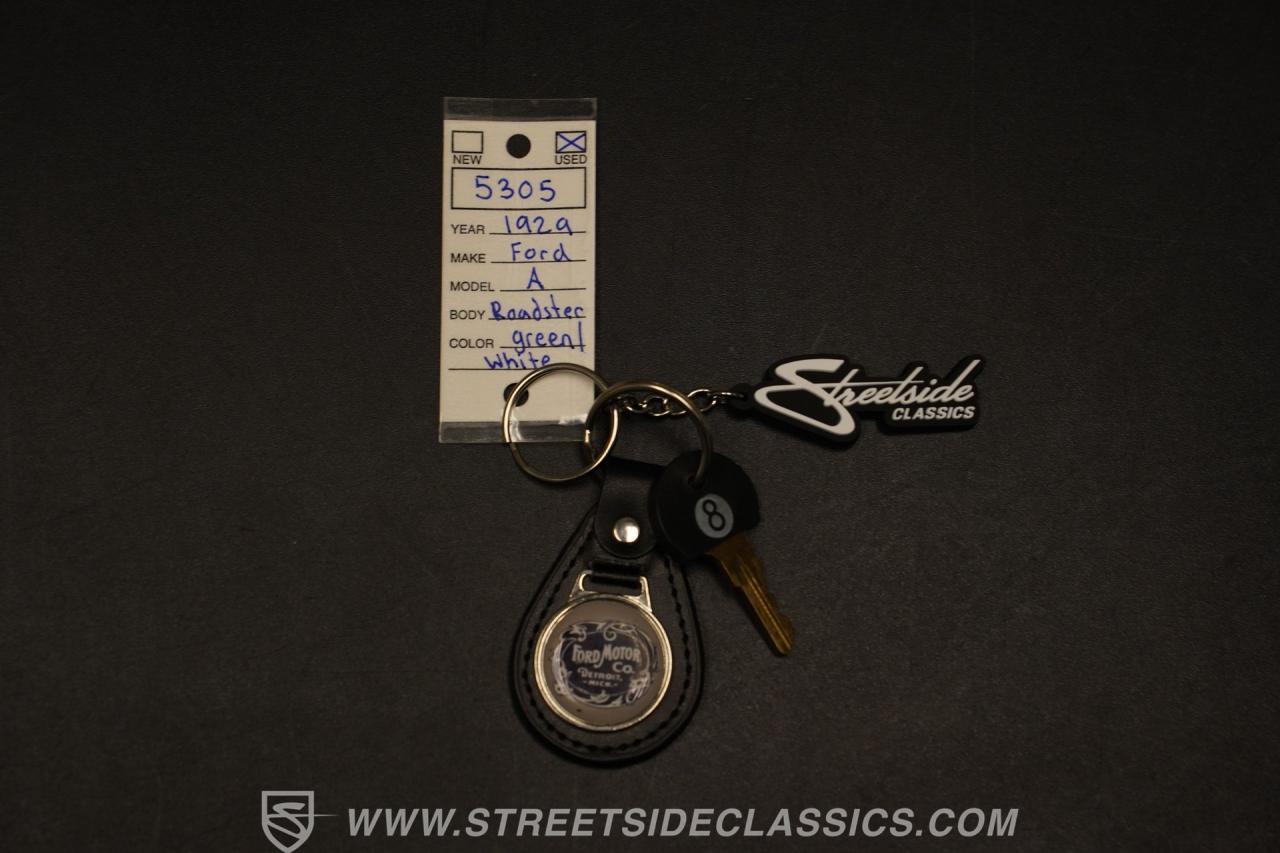 NEW USED
5305
YEAR 1929
MAKE Ford
MODEL A
BODY Roadster
COLOR green/
white
Streetside
CLASSICS
8
FORD MOTOR
CO.
DETROIT,
-MICH.-
WWW.STREETSIDECLASSICS.COM